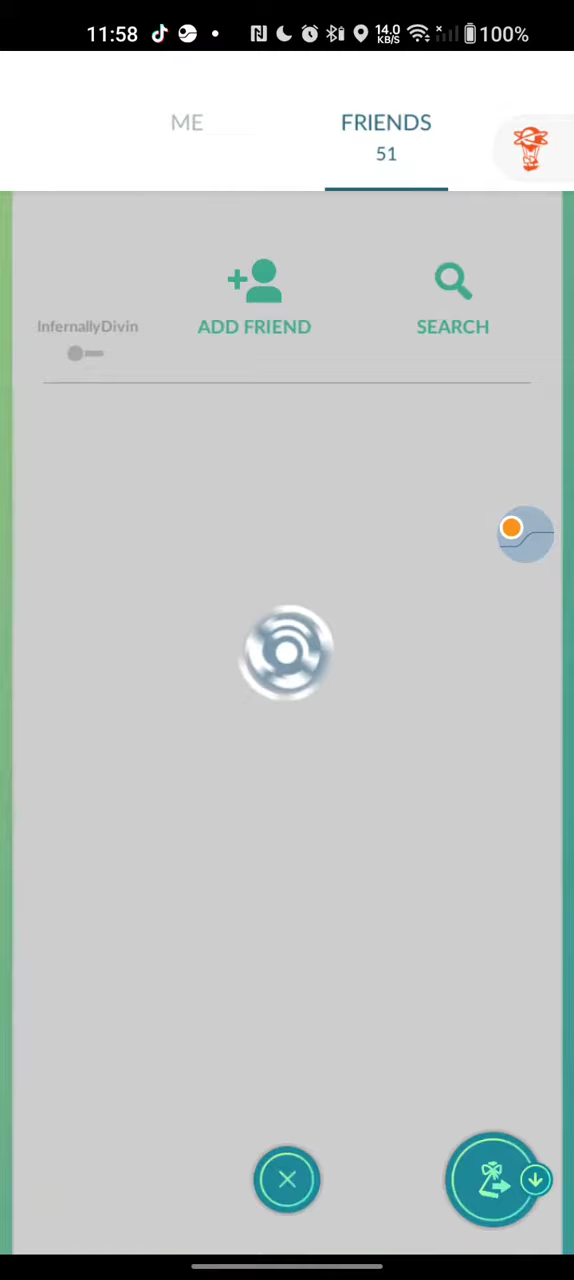 11:58
14.0
KB/S
100%
ME
FRIENDS
51
ADD FRIEND
SEARCH
InfernallyDivin